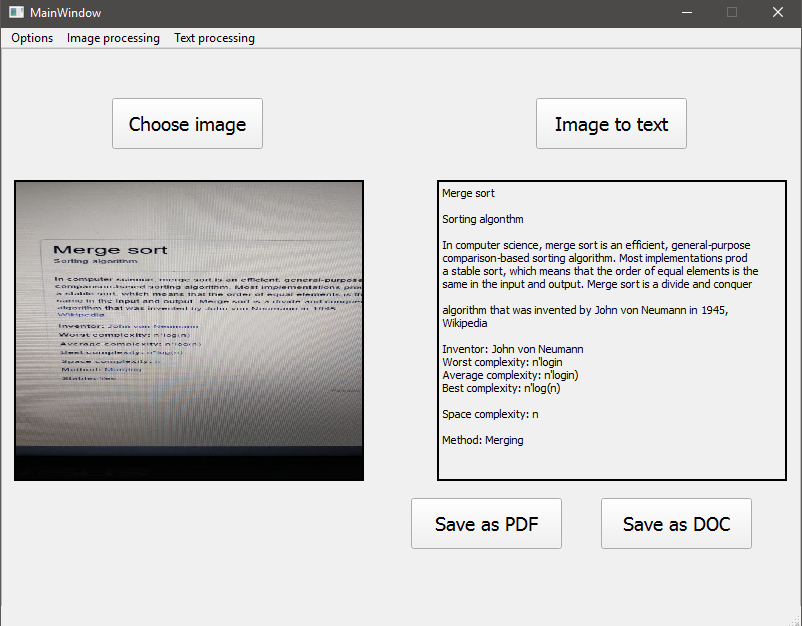 MainWindow
Options Image processing Text processing
Choose image
Image to text
Merge sort
Sorting algorithm
In computer science, merge sort is an efficient, general-purpose
comparison-based sorting algorithm. Most implementations pro
a stable sort, which means that the order of equal elements is the
same in the input and output. Merge sort is a divide and conquer
algorithm that was invented by John von Neumann in 1945.
Wikipedia
Inventor: John von Neumann
Worst complexity: n*log(n)
Average complexity: n*log(n)
Best complexity: n*log(n)
Space complexity: n
Method: Merging
Stable: Yes
Merge sort
Sorting algonthm
In computer science, merge sort is an efficient, general-purpose
comparison-based sorting algorithm. Most implementations prod
a stable sort, which means that the order of equal elements is the
same in the input and output. Merge sort is a divide and conquer
algorithm that was invented by John von Neumann in 1945,
Wikipedia
Inventor: John von Neumann
Worst complexity: n'login
Average complexity: n'login)
Best complexity: n'log(n)
Space complexity: n
Method: Merging
Save as PDF
Save as DOC